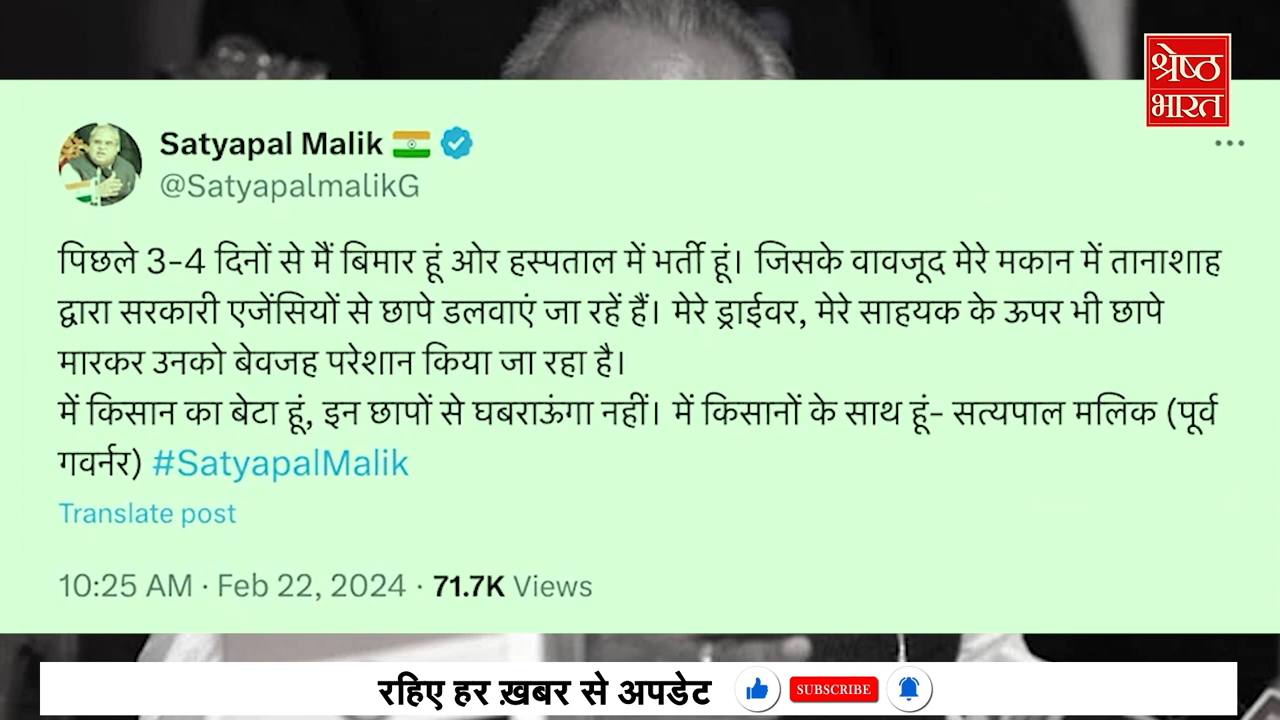 श्रेष्ठ
भारत
Satyapal Malik
@SatyapalmalikG
पिछले 3-4 दिनों से मैं बिमार हूं ओर हस्पताल में भर्ती हूं। जिसके वावजूद मेरे मकान में तानाशाह
द्वारा सरकारी एजेंसियों से छापे डलवाएं जा रहें हैं। मेरे ड्राईवर, मेरे साहयक के ऊपर भी छापे
मारकर उनको बेवजह परेशान किया जा रहा है।
में किसान का बेटा हूं, इन छापों से घबराऊंगा नहीं। में किसानों के साथ हूं- सत्यपाल मलिक (पूर्व
गवर्नर) #SatyapalMalik
Translate post
10:25 AM · Feb 22, 2024 · 71.7K Views
रहिए हर ख़बर से अपडेट SUBSCRIBE